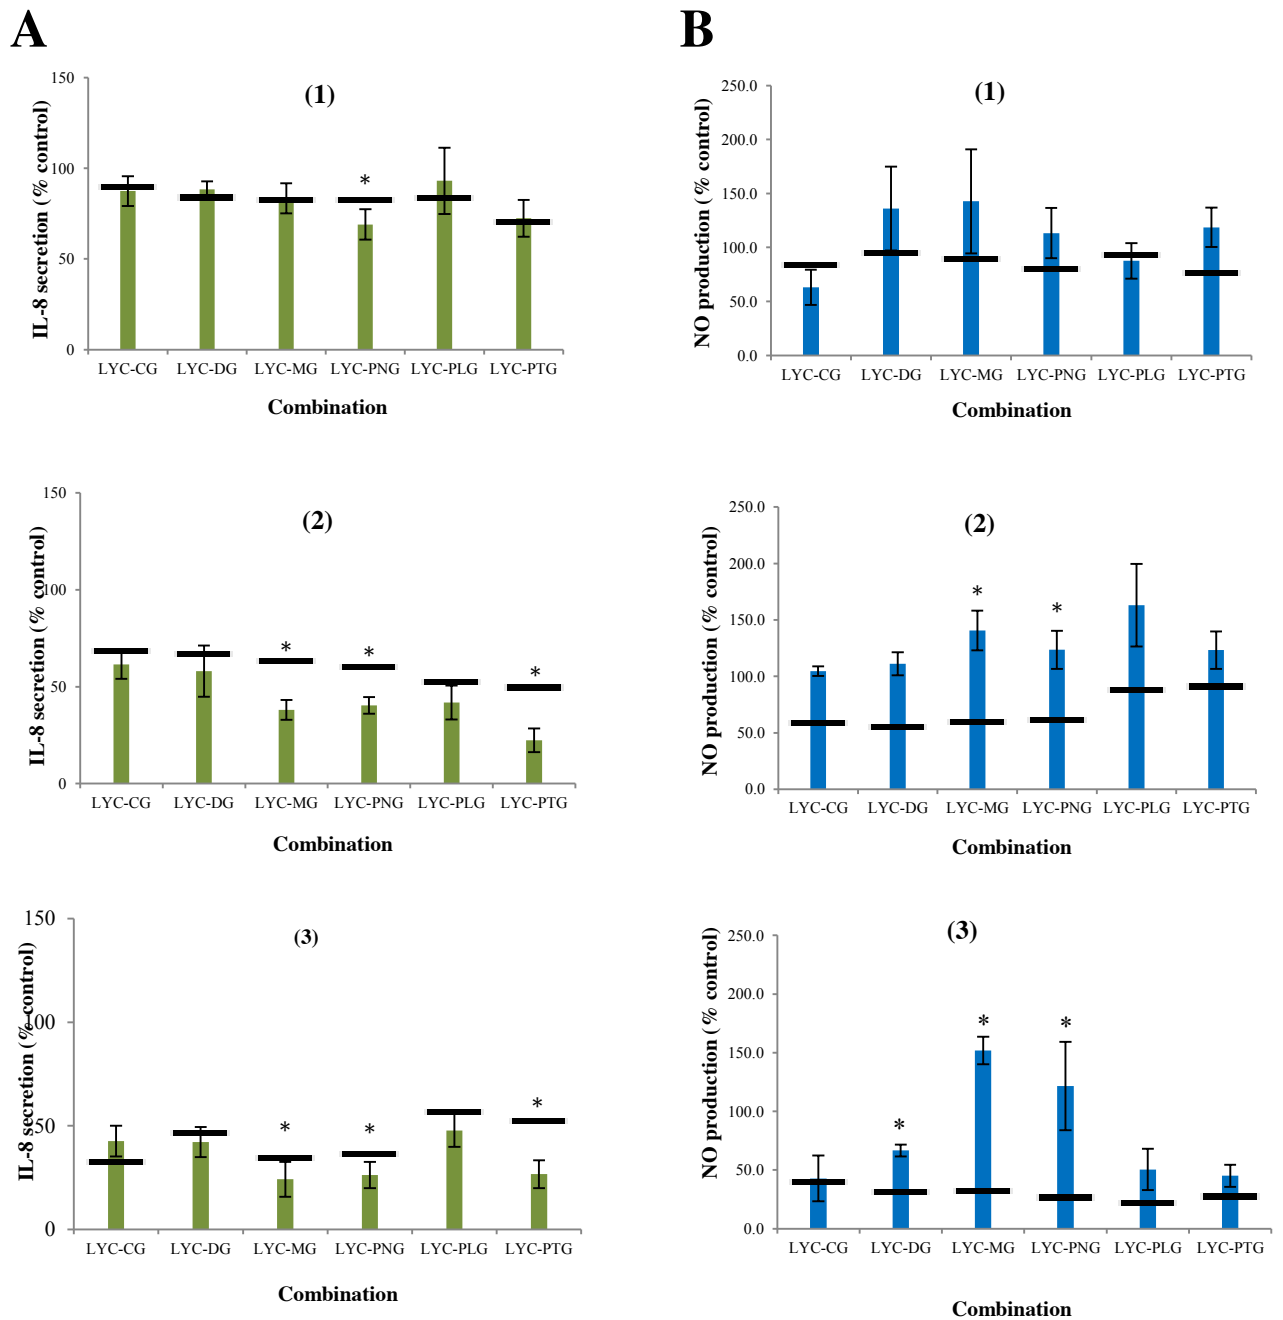 A
B
(1)
IL-8 secretion (% control)
150
100
50
0
*
LYC-CG LYC-DG LYC-MG LYC-PNG LYC-PLG LYC-PTG
Combination
(1)
NO production (% control)
250.0
200.0
150.0
100.0
50.0
0.0
LYC-CG LYC-DG LYC-MG LYC-PNG LYC-PLG LYC-PTG
Combination
(2)
IL-8 secretion (% control)
150
100
50
0
* * *
LYC-CG LYC-DG LYC-MG LYC-PNG LYC-PLG LYC-PTG
Combination
(2)
NO production (% control)
250.0
200.0
150.0
100.0
50.0
0.0
* *
LYC-CG LYC-DG LYC-MG LYC-PNG LYC-PLG LYC-PTG
Combination
(3)
IL-8 secretion (% control)
150
100
50
0
* * *
LYC-CG LYC-DG LYC-MG LYC-PNG LYC-PLG LYC-PTG
Combination
(3)
NO production (% control)
250.0
200.0
150.0
100.0
50.0
0.0
* * *
LYC-CG LYC-DG LYC-MG LYC-PNG LYC-PLG LYC-PTG
Combination